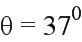 θ = 37⁰